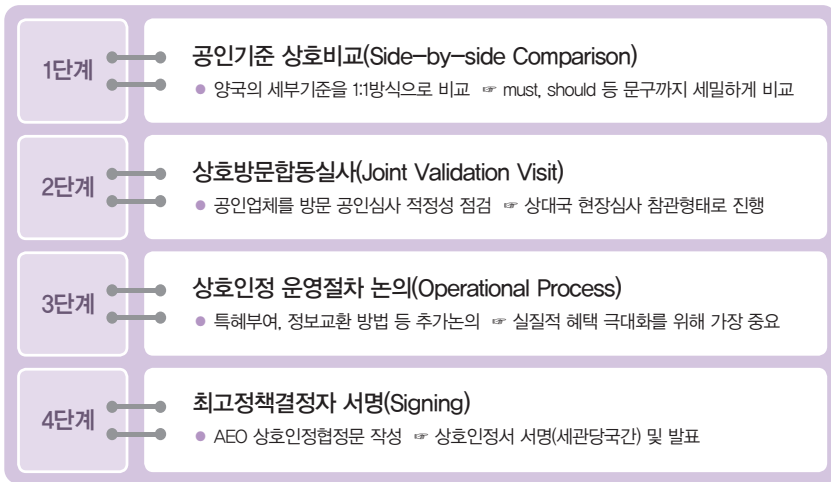 1단계
공인기준 상호비교(Side-by-side Comparison)
● 양국의 세부기준을 1:1방식으로 비교 ☞ must, should 등 문구까지 세밀하게 비교
2단계
상호방문합동실사(Joint Validation Visit)
● 공인업체를 방문 공인심사 적정성 점검 ☞ 상대국 현장심사 참관형태로 진행
3단계
상호인정 운영절차 논의(Operational Process)
● 특혜부여, 정보교환 방법 등 추가논의 ☞ 실질적 혜택 극대화를 위해 가장 중요
4단계
최고정책결정자 서명(Signing)
● AEO 상호인정협정문 작성 ☞ 상호인정서 서명(세관당국간) 및 발표